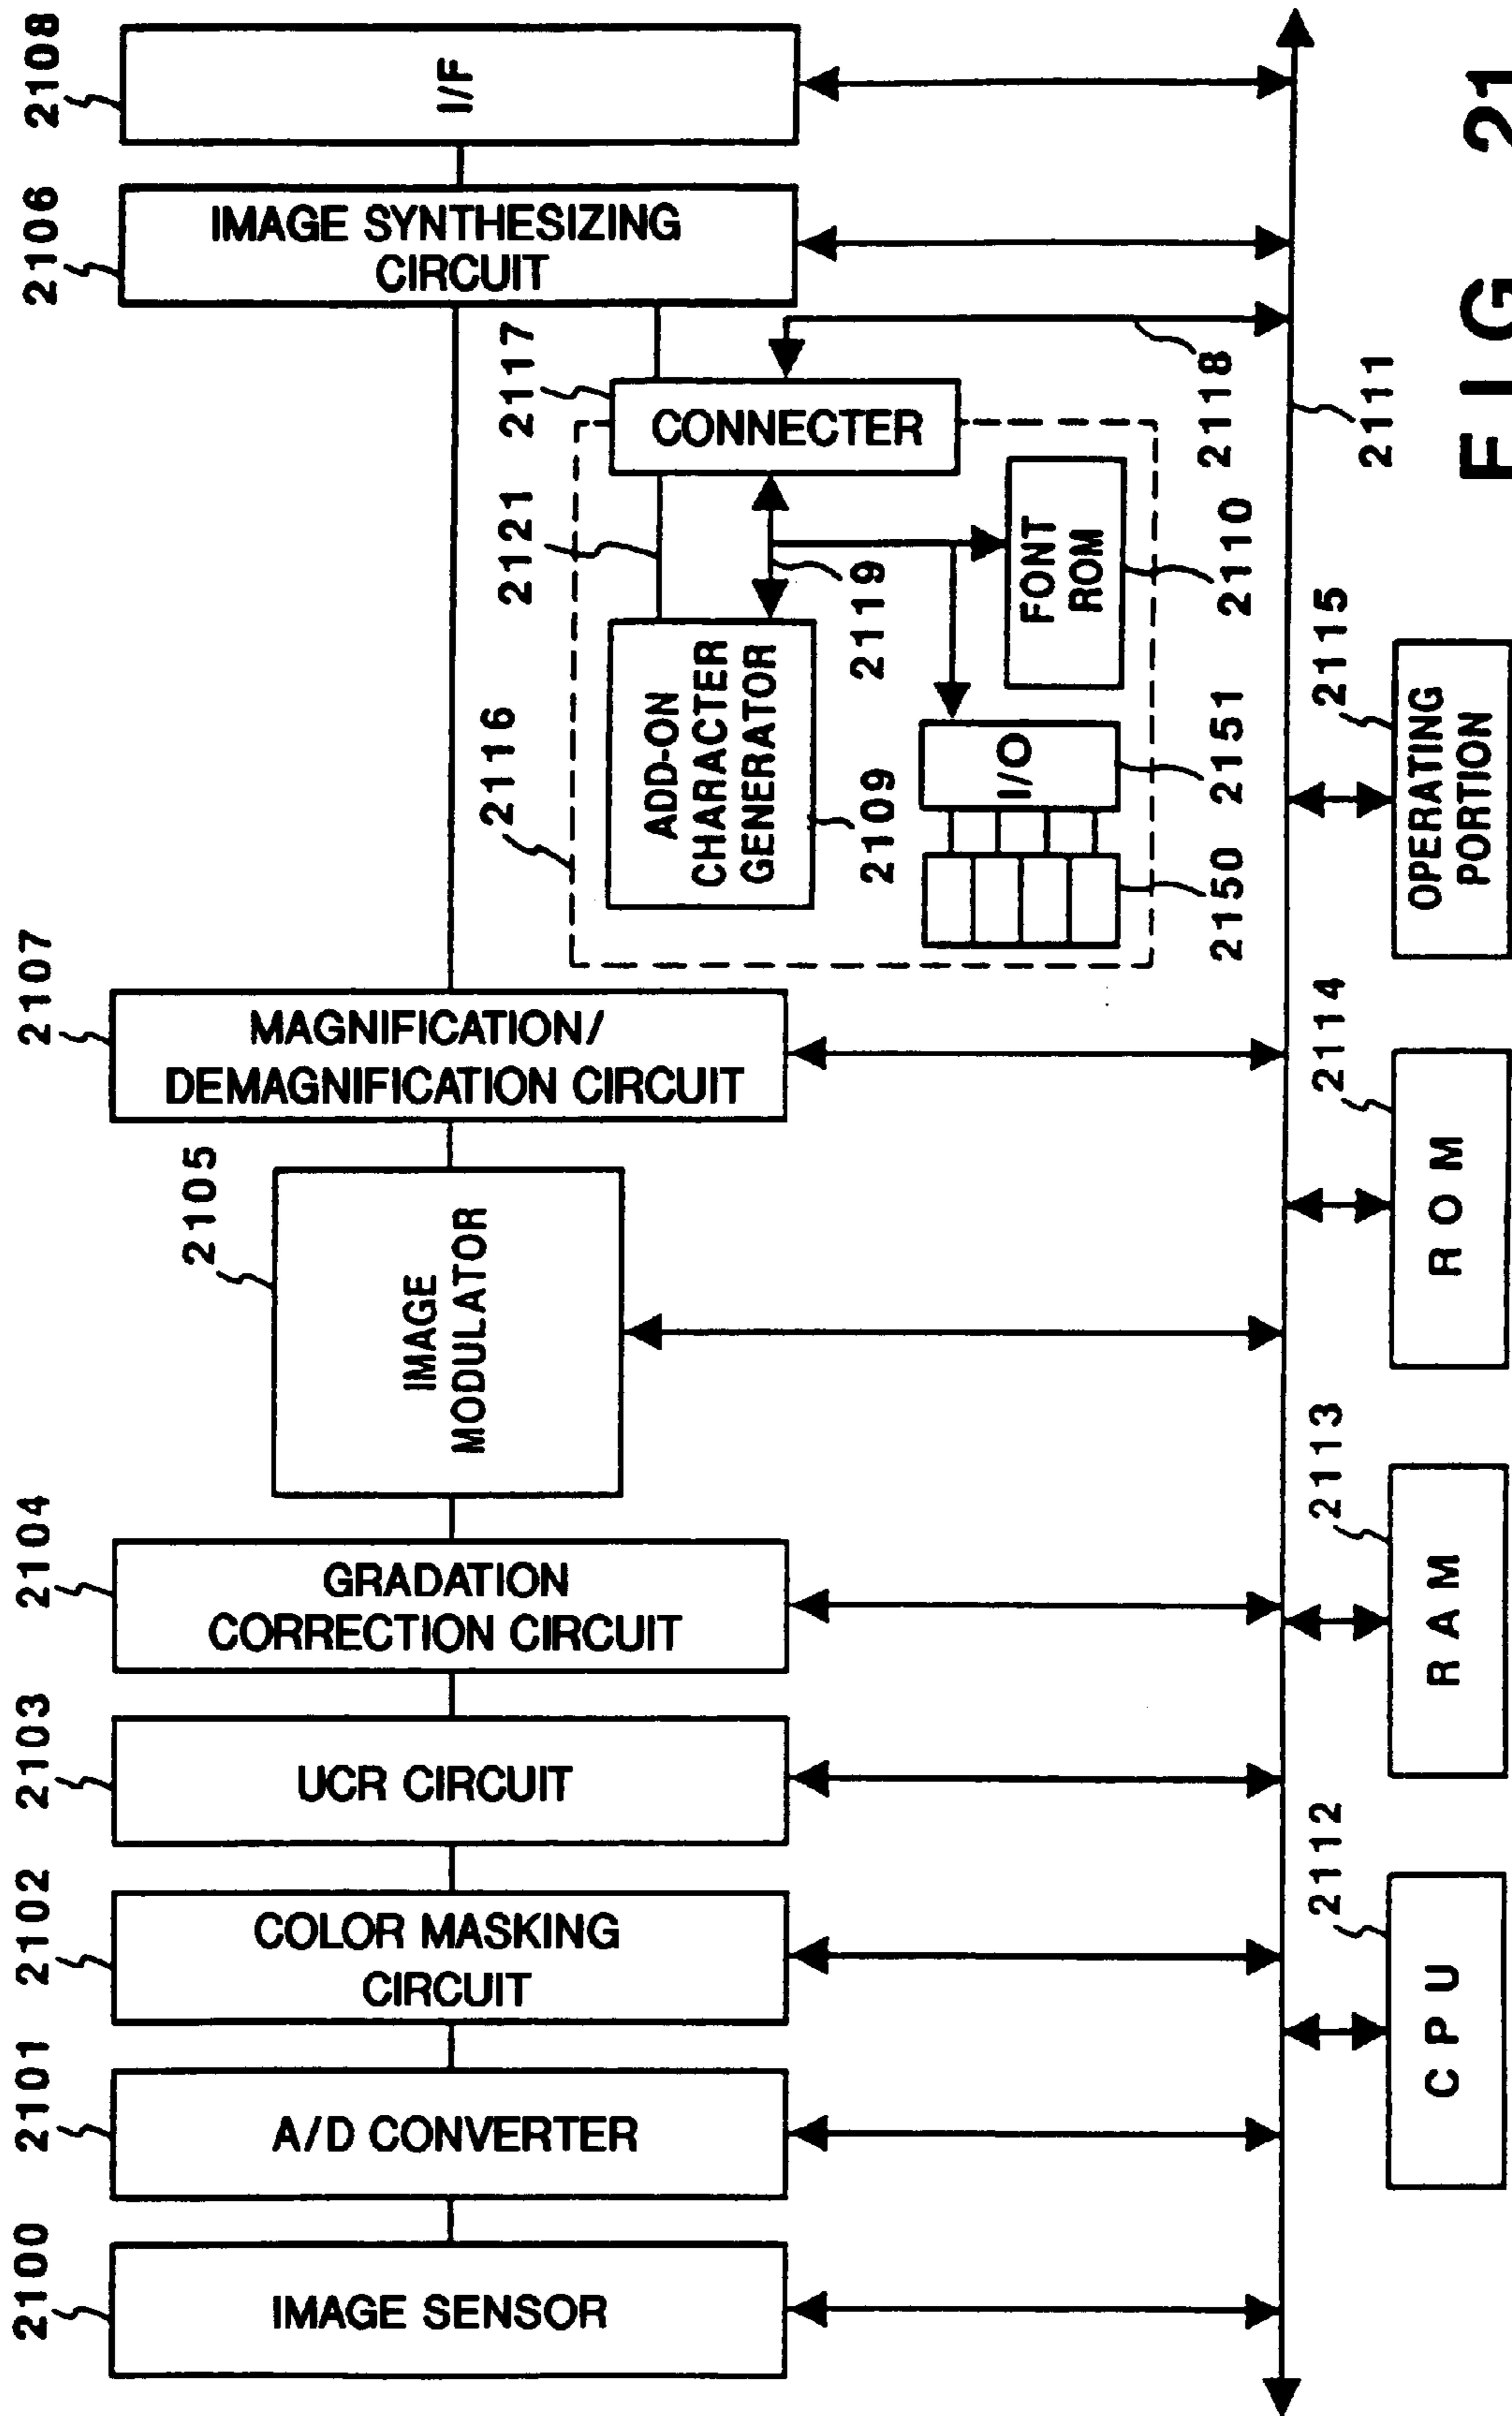 2100
IMAGE SENSOR
2101
A/D CONVERTER
2102
COLOR MASKING
CIRCUIT
2103
UCR CIRCUIT
2104
GRADATION
CORRECTION CIRCUIT
2105
IMAGE
MODULATOR
2107
MAGNIFICATION/
DEMAGNIFICATION CIRCUIT
2106
IMAGE SYNTHESIZING
CIRCUIT
2108
I/F
2116
2121
2117
CONNECTER
ADD-ON
CHARACTER
GENERATOR
2109
2119
FONT
ROM
2110
I/O
2151
2150
2118
2111
2112
CPU
2113
RAM
2114
ROM
2115
OPERATING
PORTION
FIG. 21